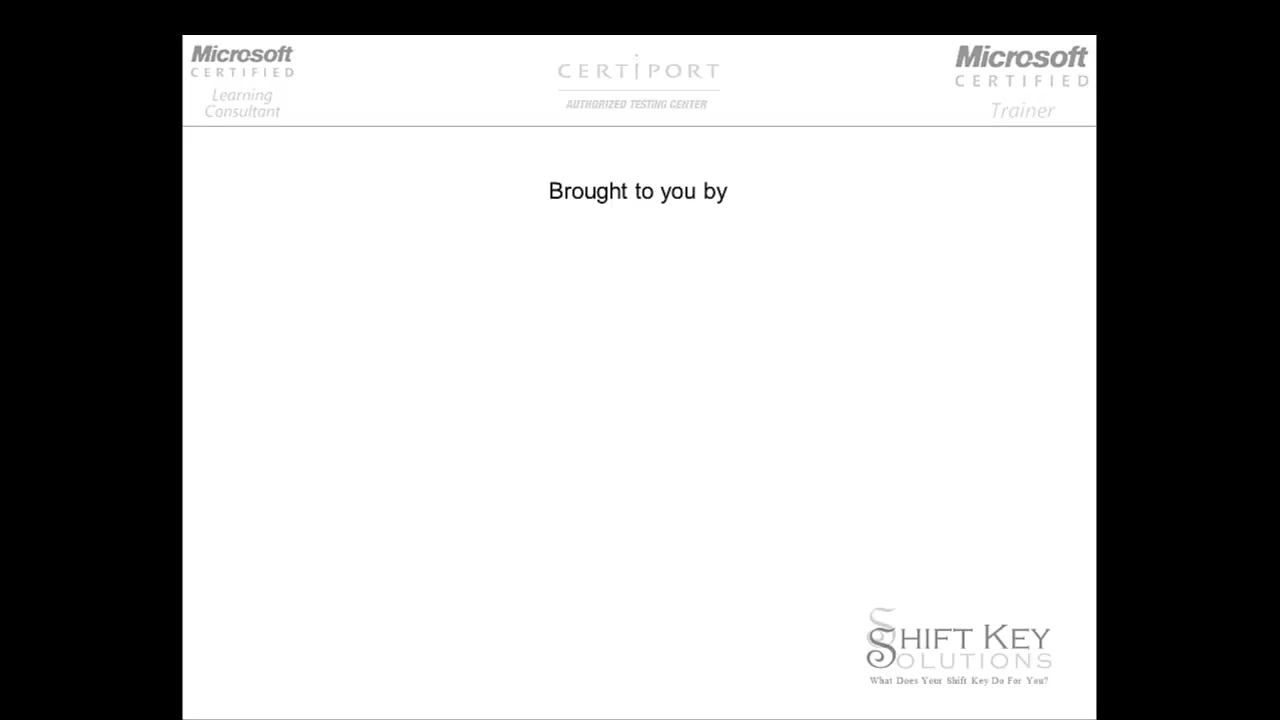 Microsoft
CERTIFIED
Learning
Consultant
CERTIPORT
AUTHORIZED TESTING CENTER
Microsoft
CERTIFIED
Trainer
Brought to you by
SHIFT KEY
SOLUTIONS
What Does Your Shift Key Do For You?